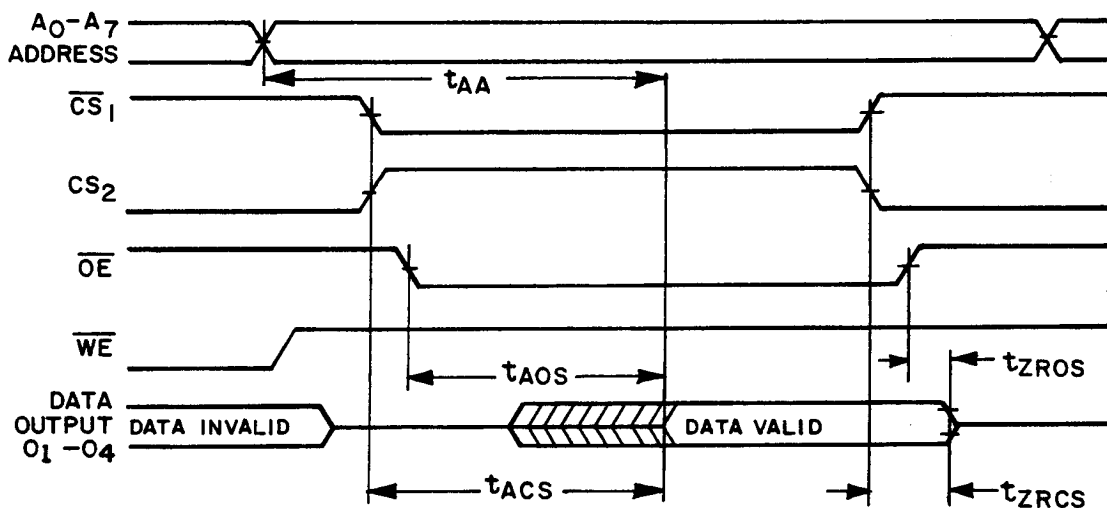 A0–A7
ADDRESS
tAA
CS1
CS2
OE
WE
tAOS
tZROS
DATA
OUTPUT
O1–O4
DATA INVALID
DATA VALID
tACS
tZRCS